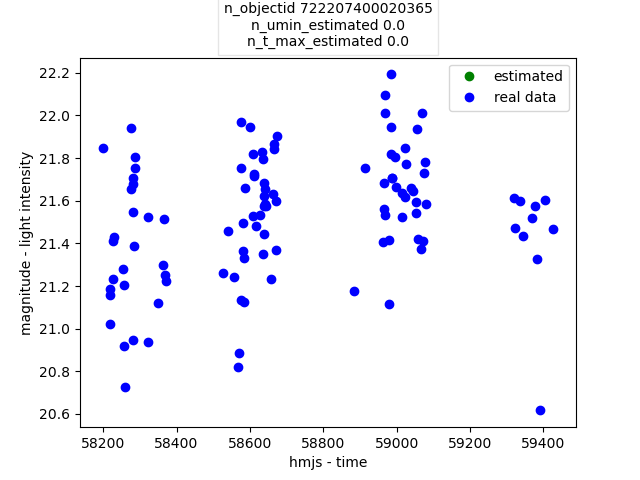 n_objectid 722207400020365
n_umin_estimated 0.0
n_t_max_estimated 0.0
estimated
real data
magnitude - light intensity
22.2
22.0
21.8
21.6
21.4
21.2
21.0
20.8
20.6
58200 58400 58600 58800 59000 59200 59400
hmjs - time